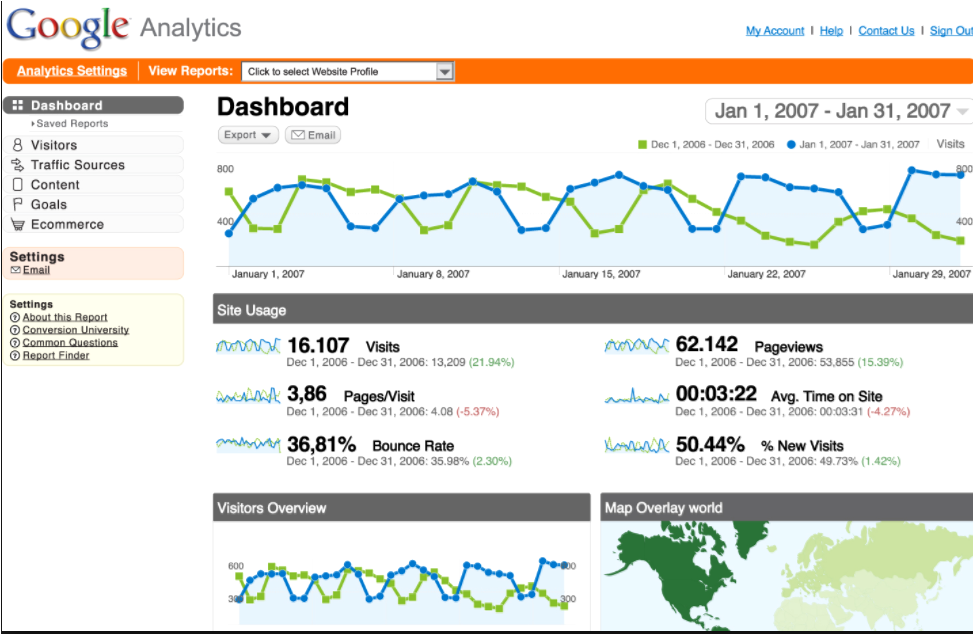 Google Analytics
My Account | Help | Contact Us | Sign Out
Analytics Settings | View Reports: Click to select Website Profile
Dashboard
Saved Reports
Visitors
Traffic Sources
Content
Goals
Ecommerce
Settings
Email
Settings
About this Report
Conversion University
Common Questions
Report Finder
Dashboard
Jan 1, 2007 - Jan 31, 2007
Export Email
Dec 1, 2006 - Dec 31, 2006 Jan 1, 2007 - Jan 31, 2007 Visits
800 800
400 400
January 1, 2007 January 8, 2007 January 15, 2007 January 22, 2007 January 29, 2007
Site Usage
16.107 Visits
Dec 1, 2006 - Dec 31, 2006: 13,209 (21.94%)
62.142 Pageviews
Dec 1, 2006 - Dec 31, 2006: 53,855 (15.39%)
3,86 Pages/Visit
Dec 1, 2006 - Dec 31, 2006: 4.08 (-5.37%)
00:03:22 Avg. Time on Site
Dec 1, 2006 - Dec 31, 2006: 00:03:31 (-4.27%)
36,81% Bounce Rate
Dec 1, 2006 - Dec 31, 2006: 35.98% (2.30%)
50.44% % New Visits
Dec 1, 2006 - Dec 31, 2006: 49.73% (1.42%)
Visitors Overview
600 600
300 300
Map Overlay world